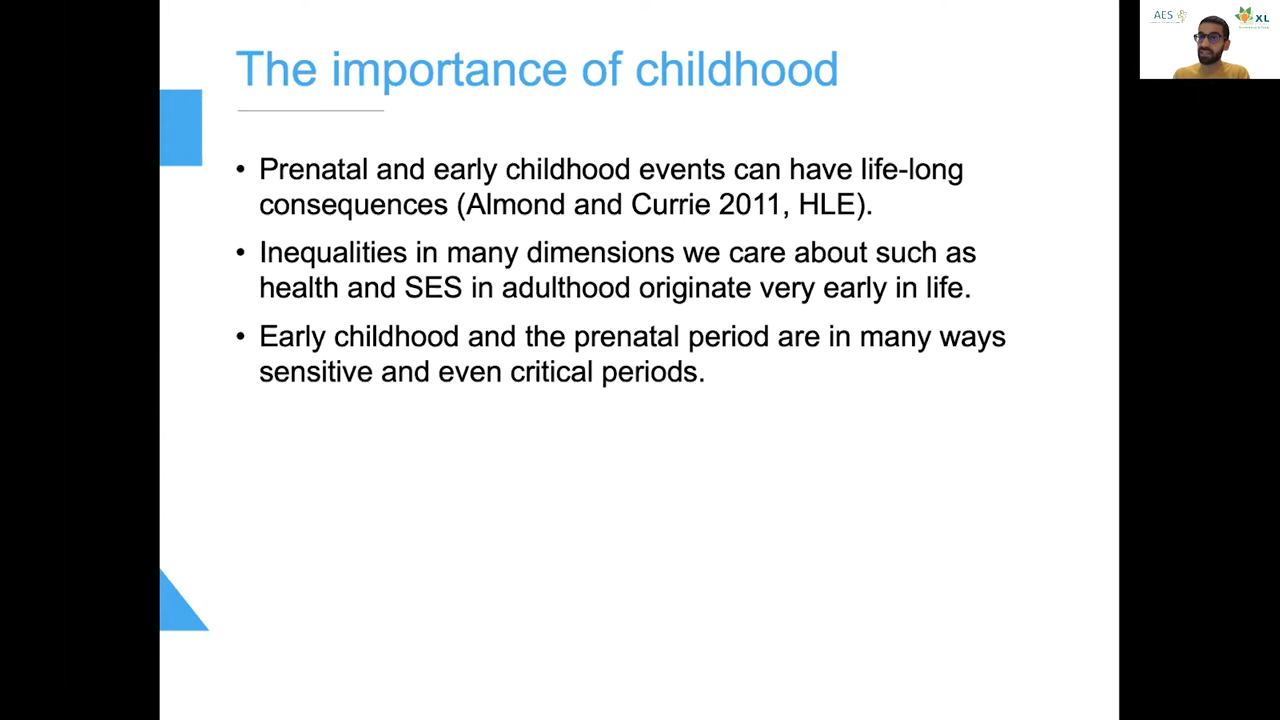 The importance of childhood
• Prenatal and early childhood events can have life-long
consequences (Almond and Currie 2011, HLE).
• Inequalities in many dimensions we care about such as
health and SES in adulthood originate very early in life.
• Early childhood and the prenatal period are in many ways
sensitive and even critical periods.
AES
XL